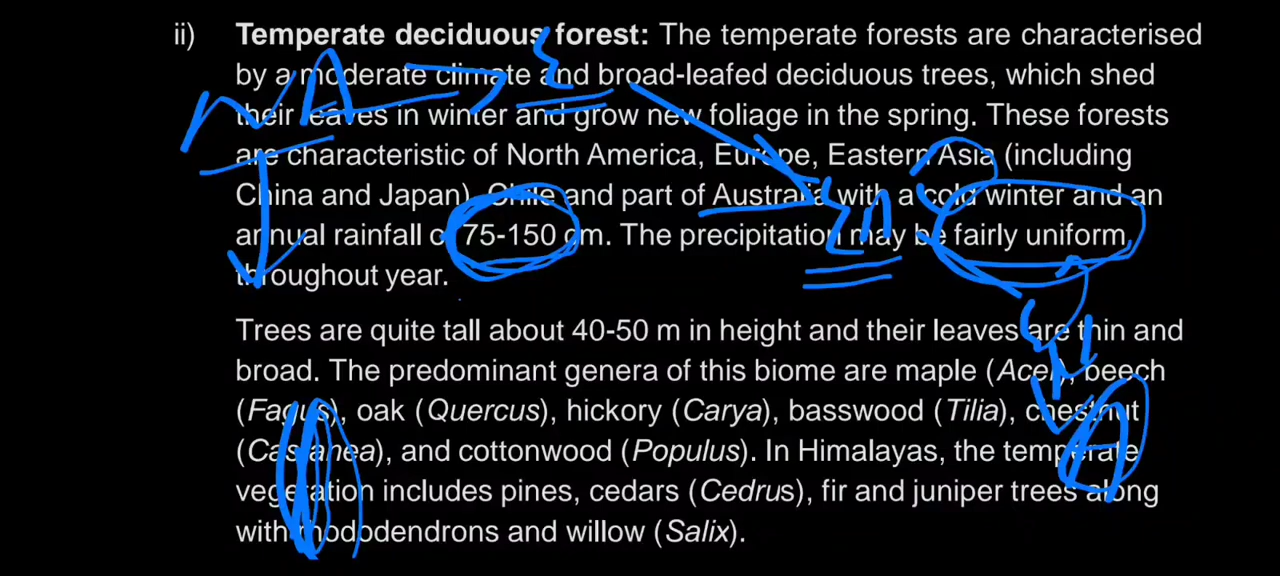 ii) Temperate deciduous forest: The temperate forests are characterised
by a moderate climate and broad-leafed deciduous trees, which shed
their leaves in winter and grow new foliage in the spring. These forests
are characteristic of North America, Europe, Eastern Asia (including
China and Japan), Chile and part of Australia with a cold winter and an
annual rainfall of 75-150 cm. The precipitation may be fairly uniform
throughout year.
Trees are quite tall about 40-50 m in height and their leaves are thin and
broad. The predominant genera of this biome are maple (Acer), beech
(Fagus), oak (Quercus), hickory (Carya), basswood (Tilia), chestnut
(Castanea), and cottonwood (Populus). In Himalayas, the temperate
vegetation includes pines, cedars (Cedrus), fir and juniper trees along
with rhododendrons and willow (Salix).